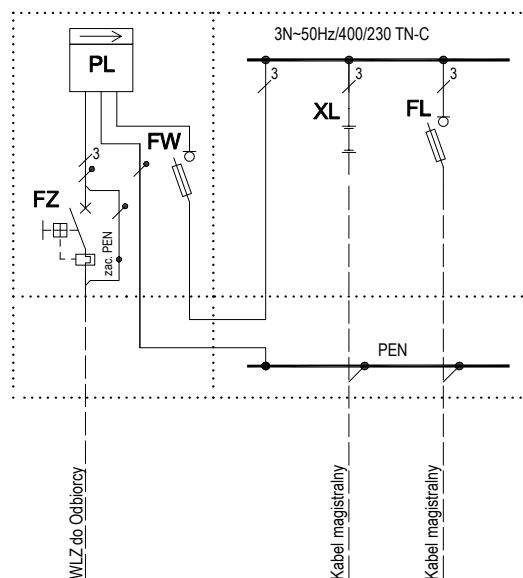 3N~50Hz/400/230 TN-C
PL
3
3
3
XL
FL
FW
3
FZ
zac. PEN
PEN
WLZ do Odbiorcy
Kabel magistralny
Kabel magistralny